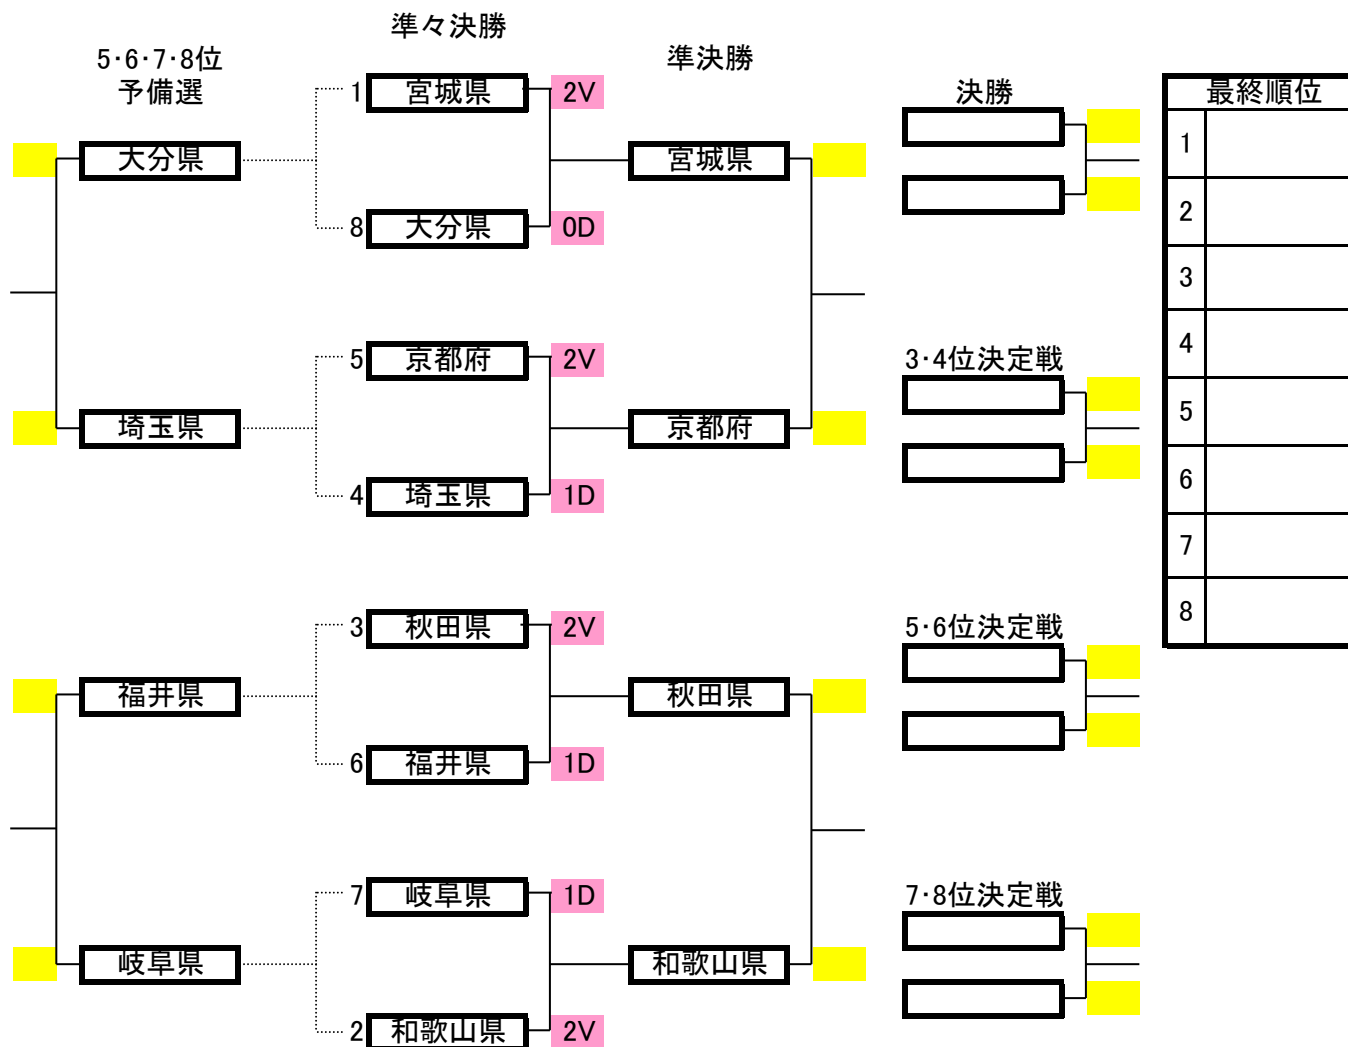 準々決勝
5・6・7・8位
予備選
準決勝
決勝
最終順位
1 宮城県 2V
大分県
宮城県
8 大分県 0D
5 京都府 2V
3・4位決定戦
埼玉県
京都府
4 埼玉県 1D
3 秋田県 2V
5・6位決定戦
福井県
秋田県
6 福井県 1D
7 岐阜県 1D
7・8位決定戦
岐阜県
和歌山県
2 和歌山県 2V
1
2
3
4
5
6
7
8